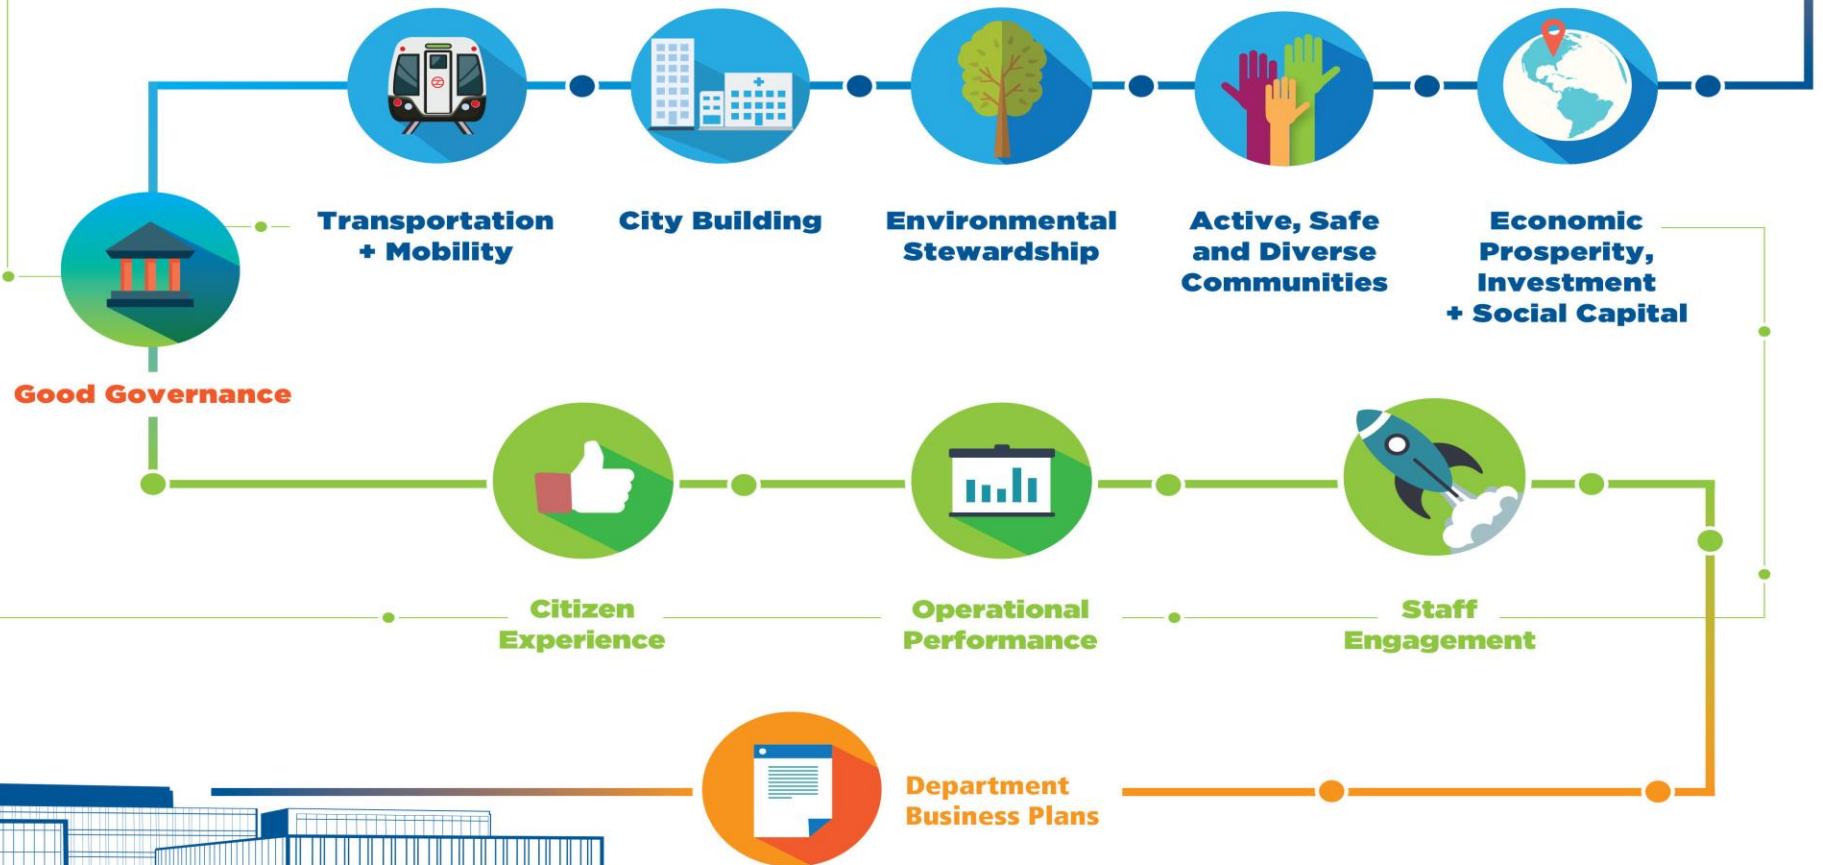 Transportation
+ Mobility
City Building
Environmental
Stewardship
Active, Safe
and Diverse
Communities
Economic
Prosperity,
Investment
+ Social Capital
Good Governance
Citizen
Experience
Operational
Performance
Staff
Engagement
Department
Business Plans